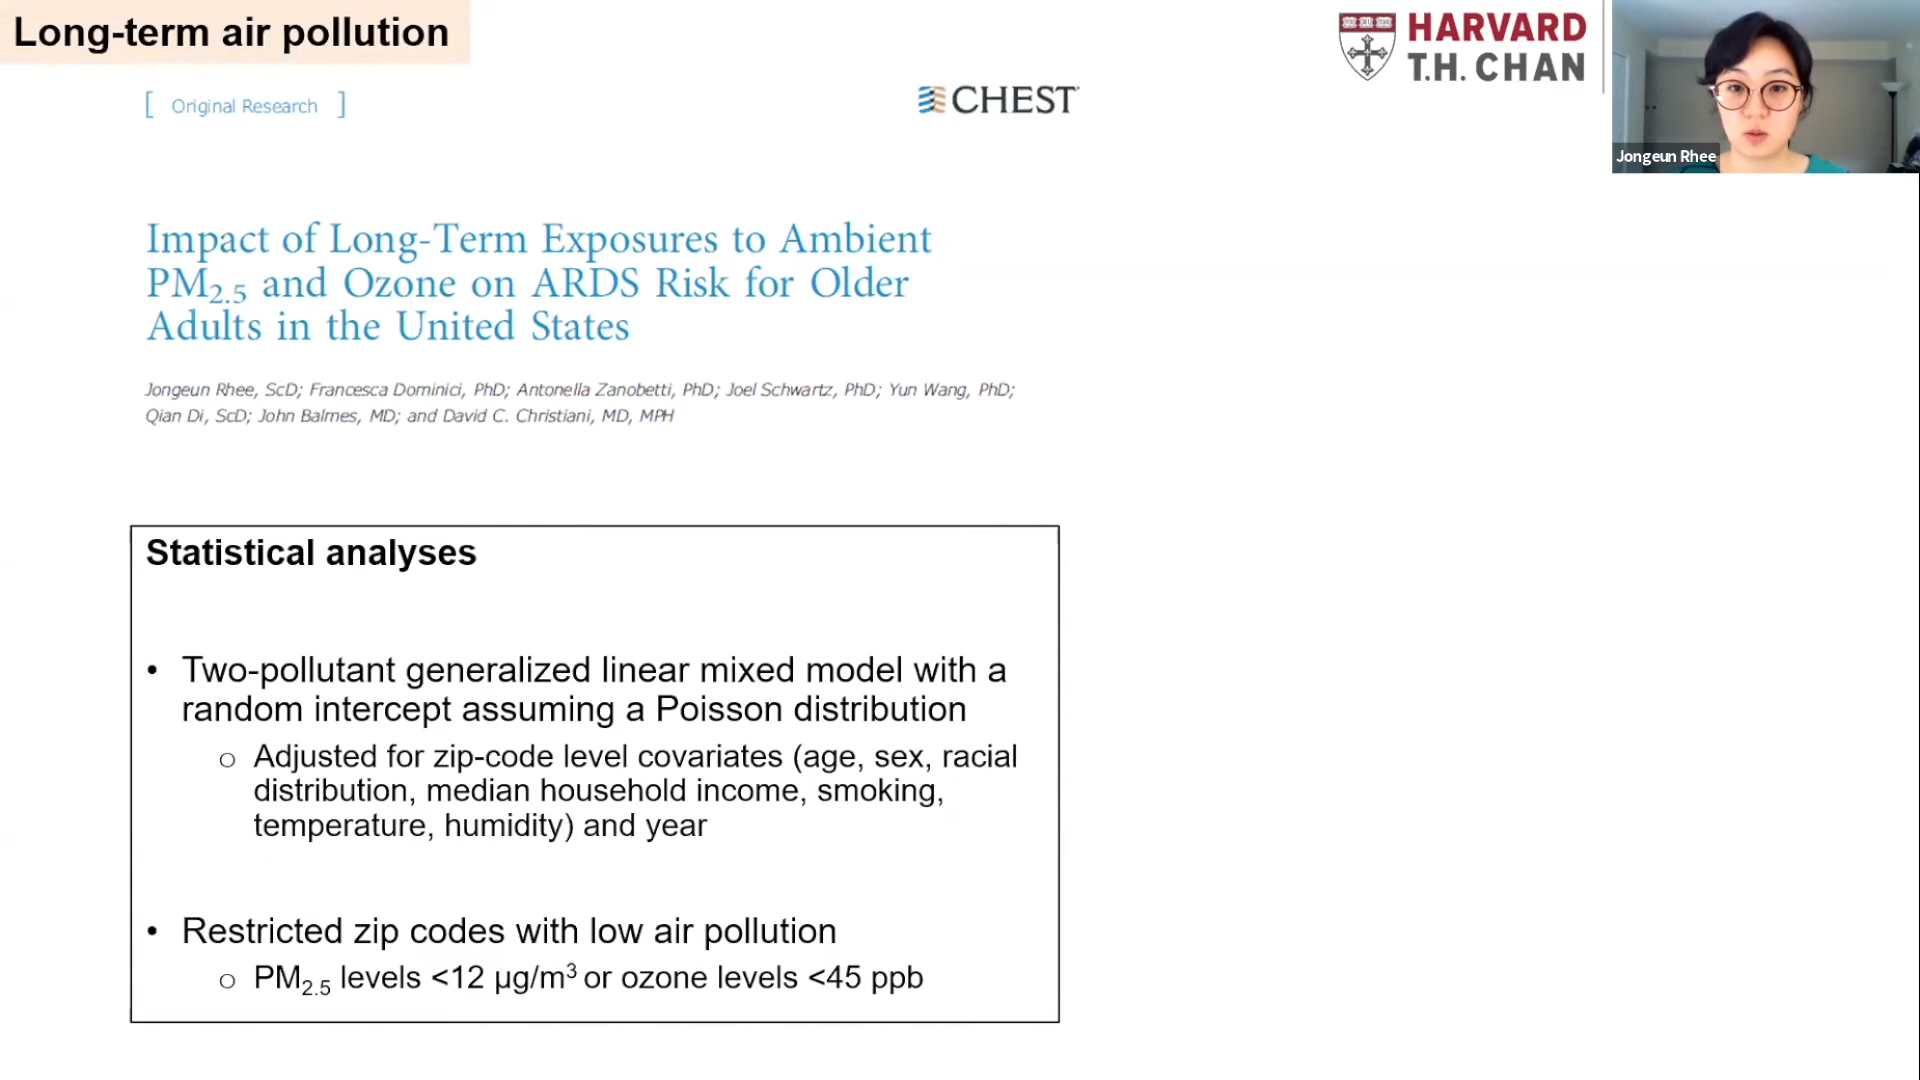 Long-term air pollution
HARVARD
T.H. CHAN
Jongeun Rhee
[ Original Research ]
CHEST
Impact of Long-Term Exposures to Ambient
PM2.5 and Ozone on ARDS Risk for Older
Adults in the United States
Jongeun Rhee, ScD; Francesca Dominici, PhD; Antonella Zanobetti, PhD; Joel Schwartz, PhD; Yun Wang, PhD;
Qian Di, ScD; John Balmes, MD; and David C. Christiani, MD, MPH
Statistical analyses
• Two-pollutant generalized linear mixed model with a
random intercept assuming a Poisson distribution
○ Adjusted for zip-code level covariates (age, sex, racial
distribution, median household income, smoking,
temperature, humidity) and year
• Restricted zip codes with low air pollution
○ PM2.5 levels <12 µg/m³ or ozone levels <45 ppb